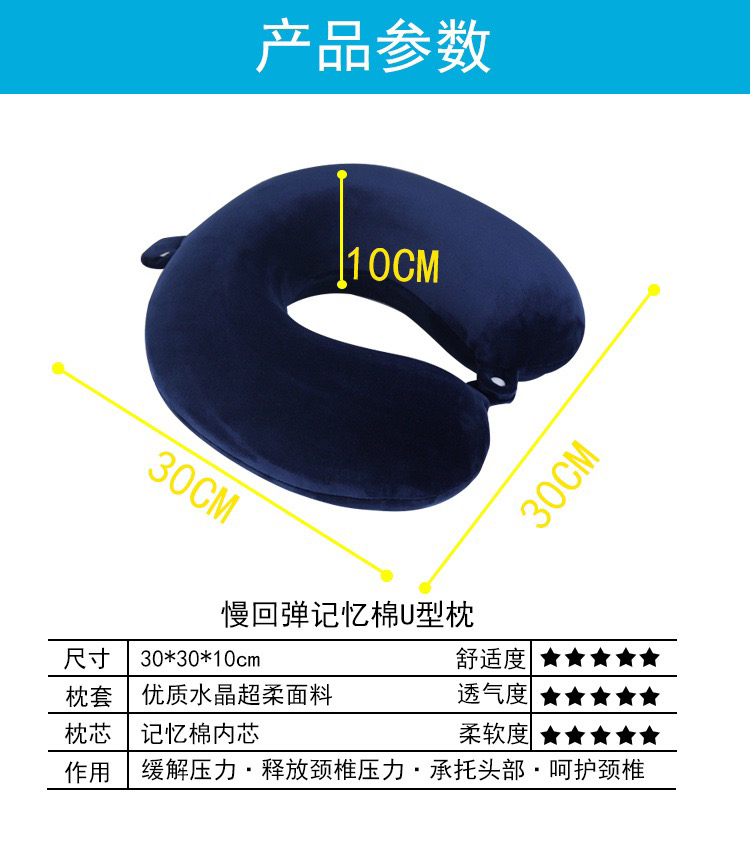 产品参数
10CM
30CM
30CM
慢回弹记忆棉U型枕
尺寸 30*30*10cm 舒适度 ★★★★★
枕套 优质水晶超柔面料 透气度 ★★★★★
枕芯 记忆棉内芯 柔软度 ★★★★★
作用 缓解压力·释放颈椎压力·承托头部·呵护颈椎